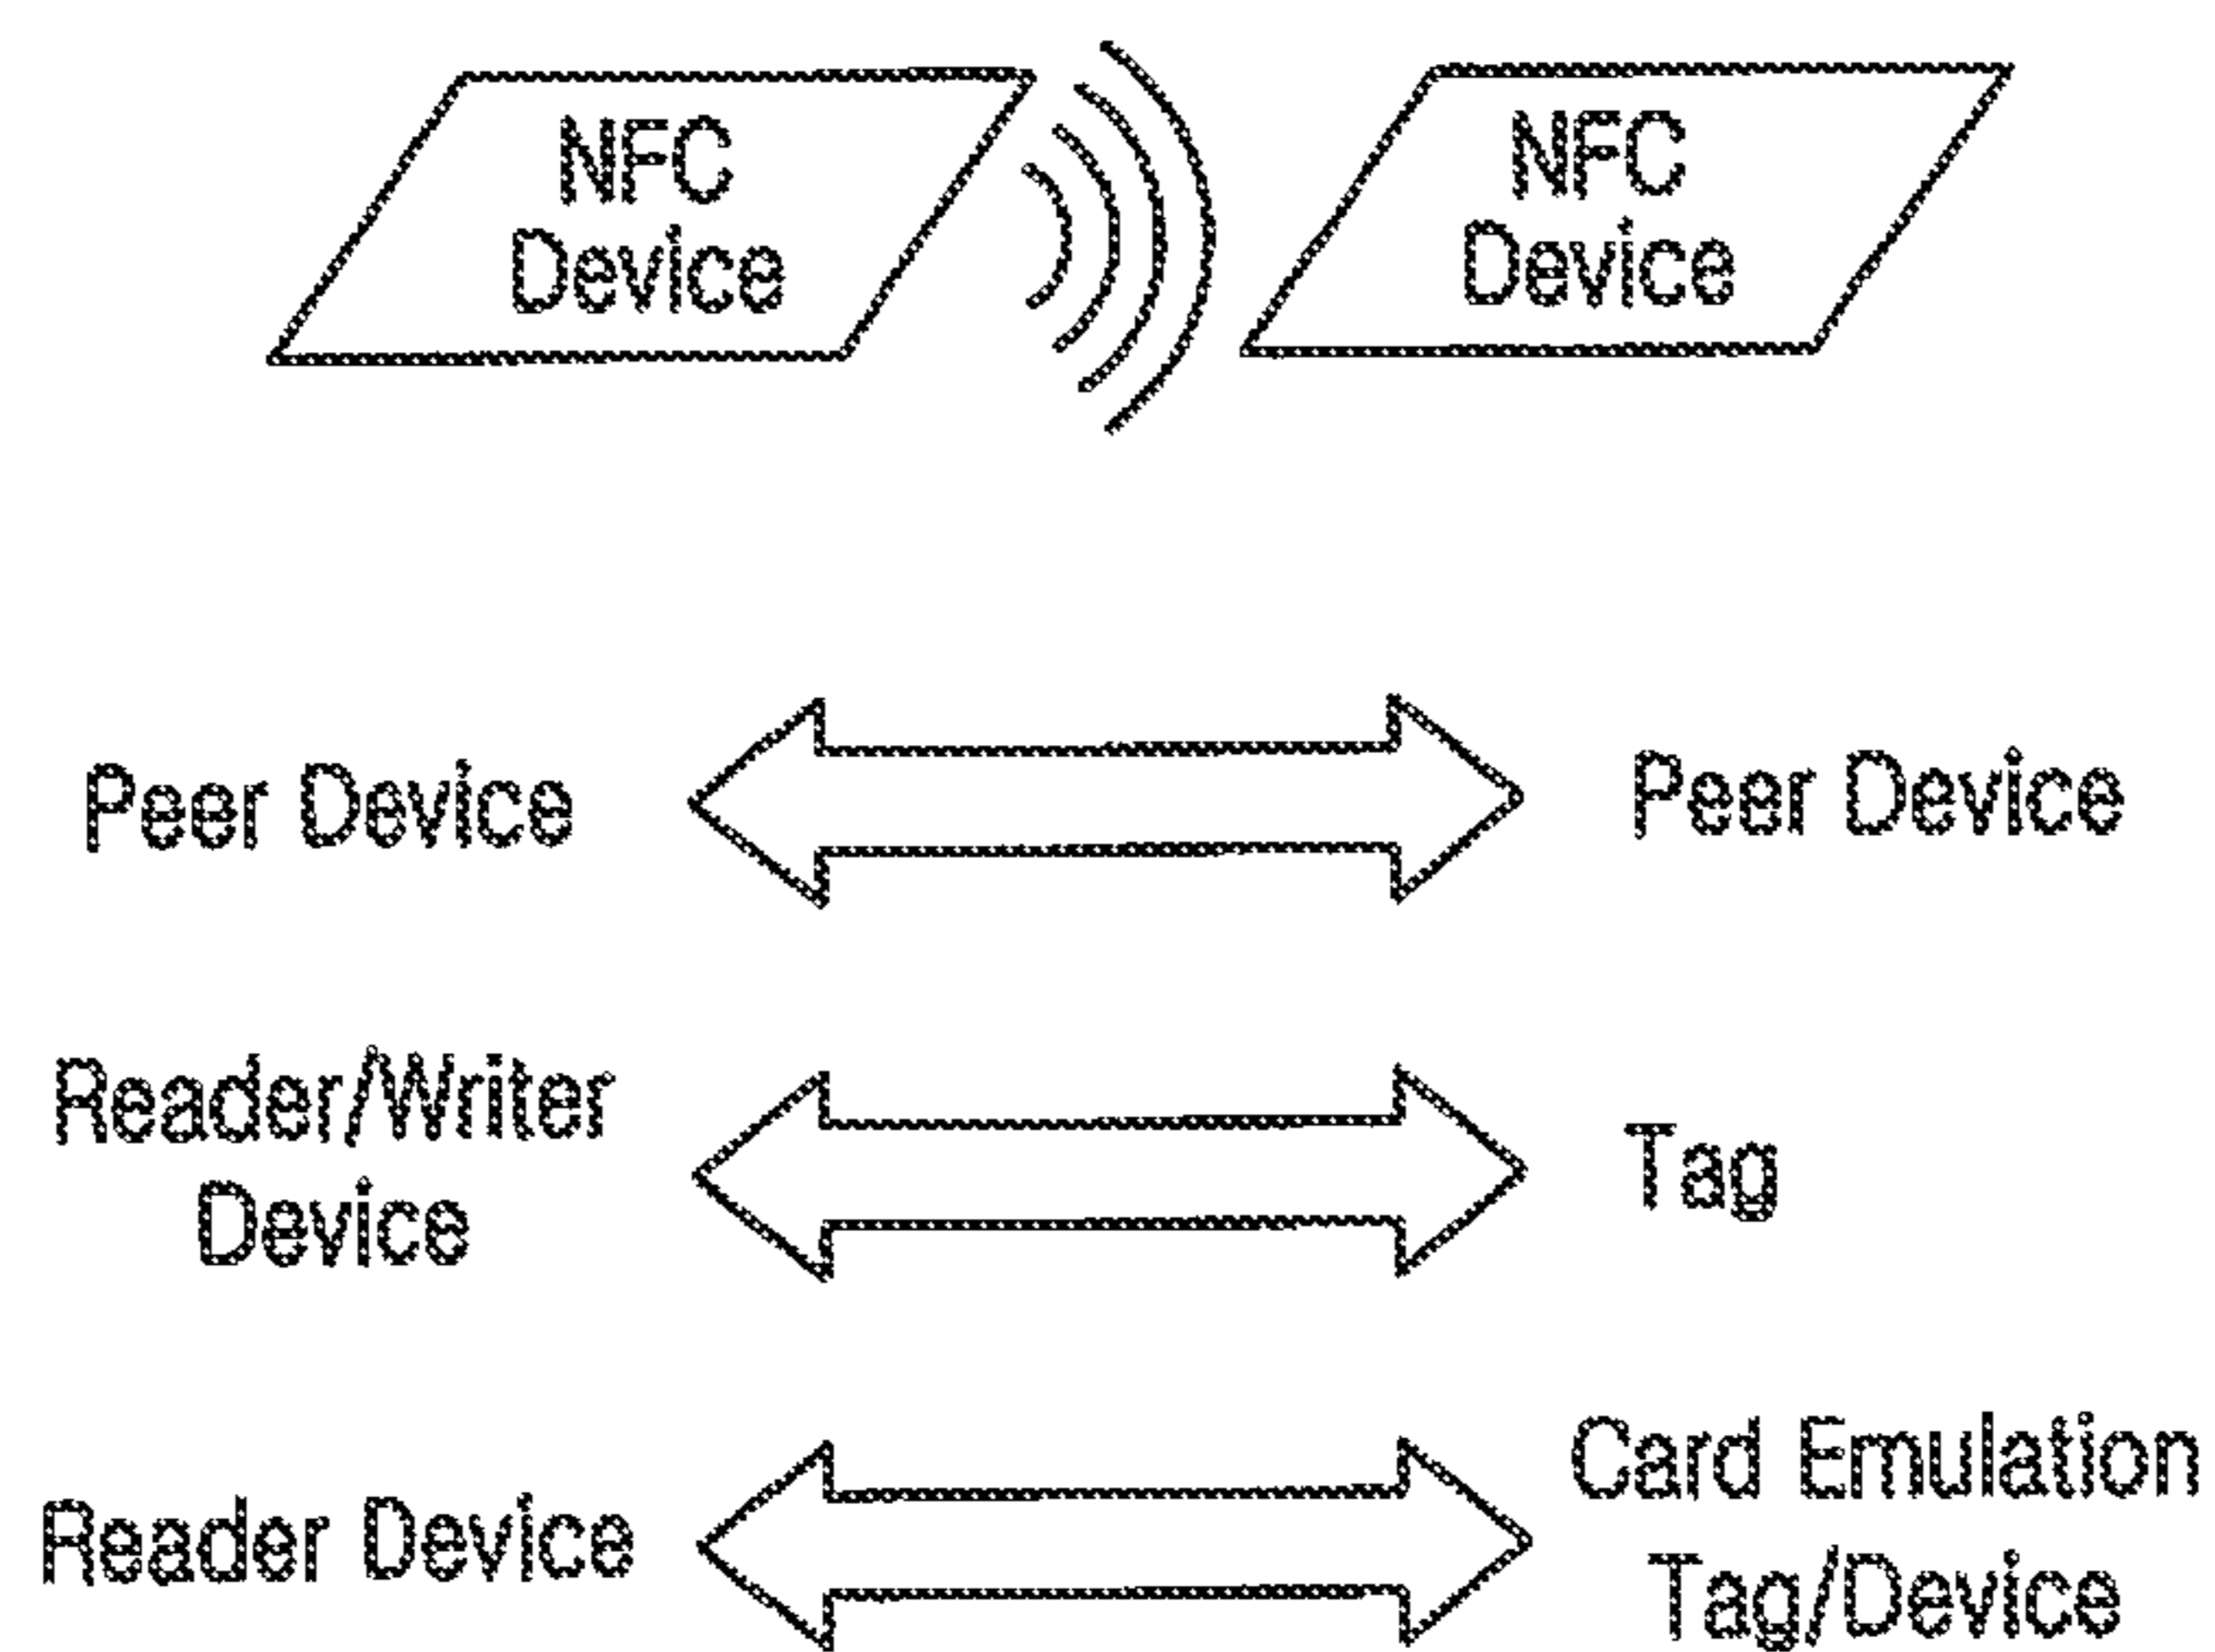 NFC
Device
NFC
Device
Peer Device
Peer Device
Reader/Writer
Device
Tag
Reader Device
Card Emulation
Tag/Device